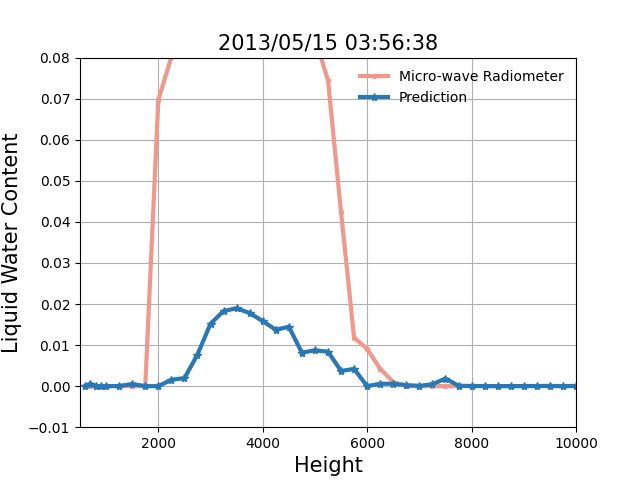 2013/05/15 03:56:38
Liquid Water Content
0.08
0.07
0.06
0.05
0.04
0.03
0.02
0.01
0.00
−0.01
Micro-wave Radiometer
Prediction
2000 4000 6000 8000 10000
Height